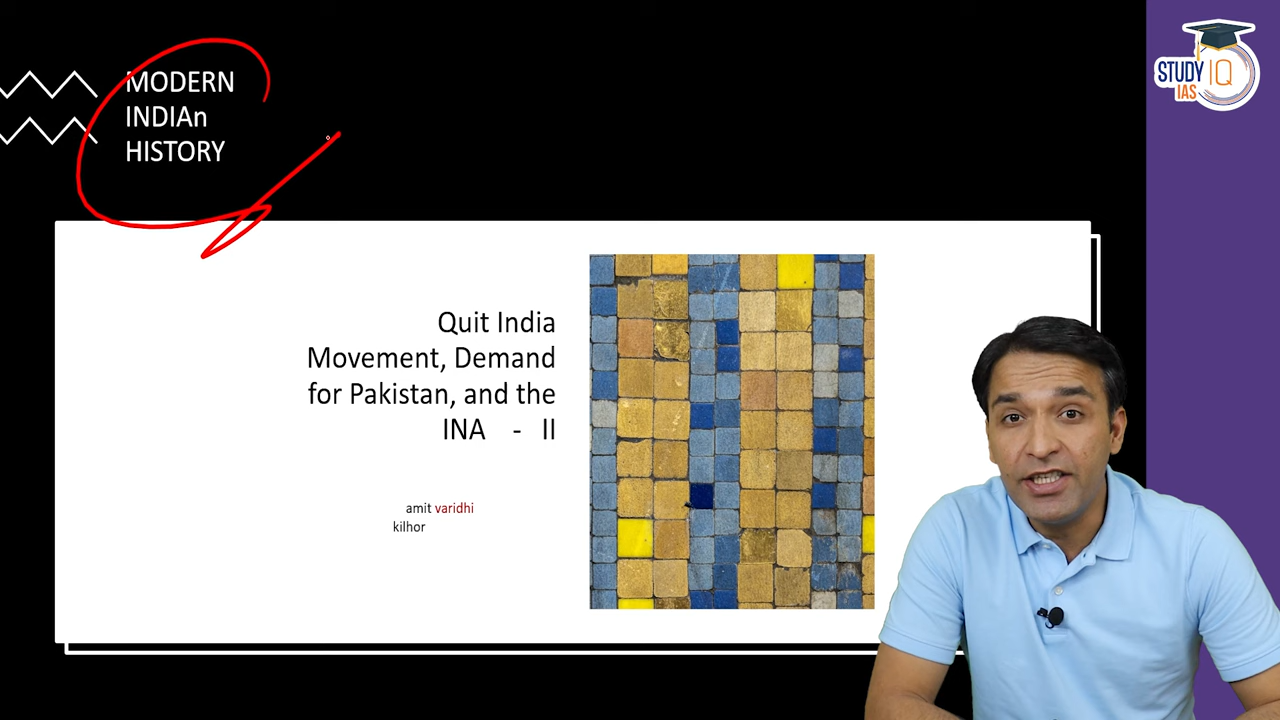 MODERN
INDIAn
HISTORY
STUDY IQ
IAS
Quit India
Movement, Demand
for Pakistan, and the
INA - II
amit varidhi
kilhor